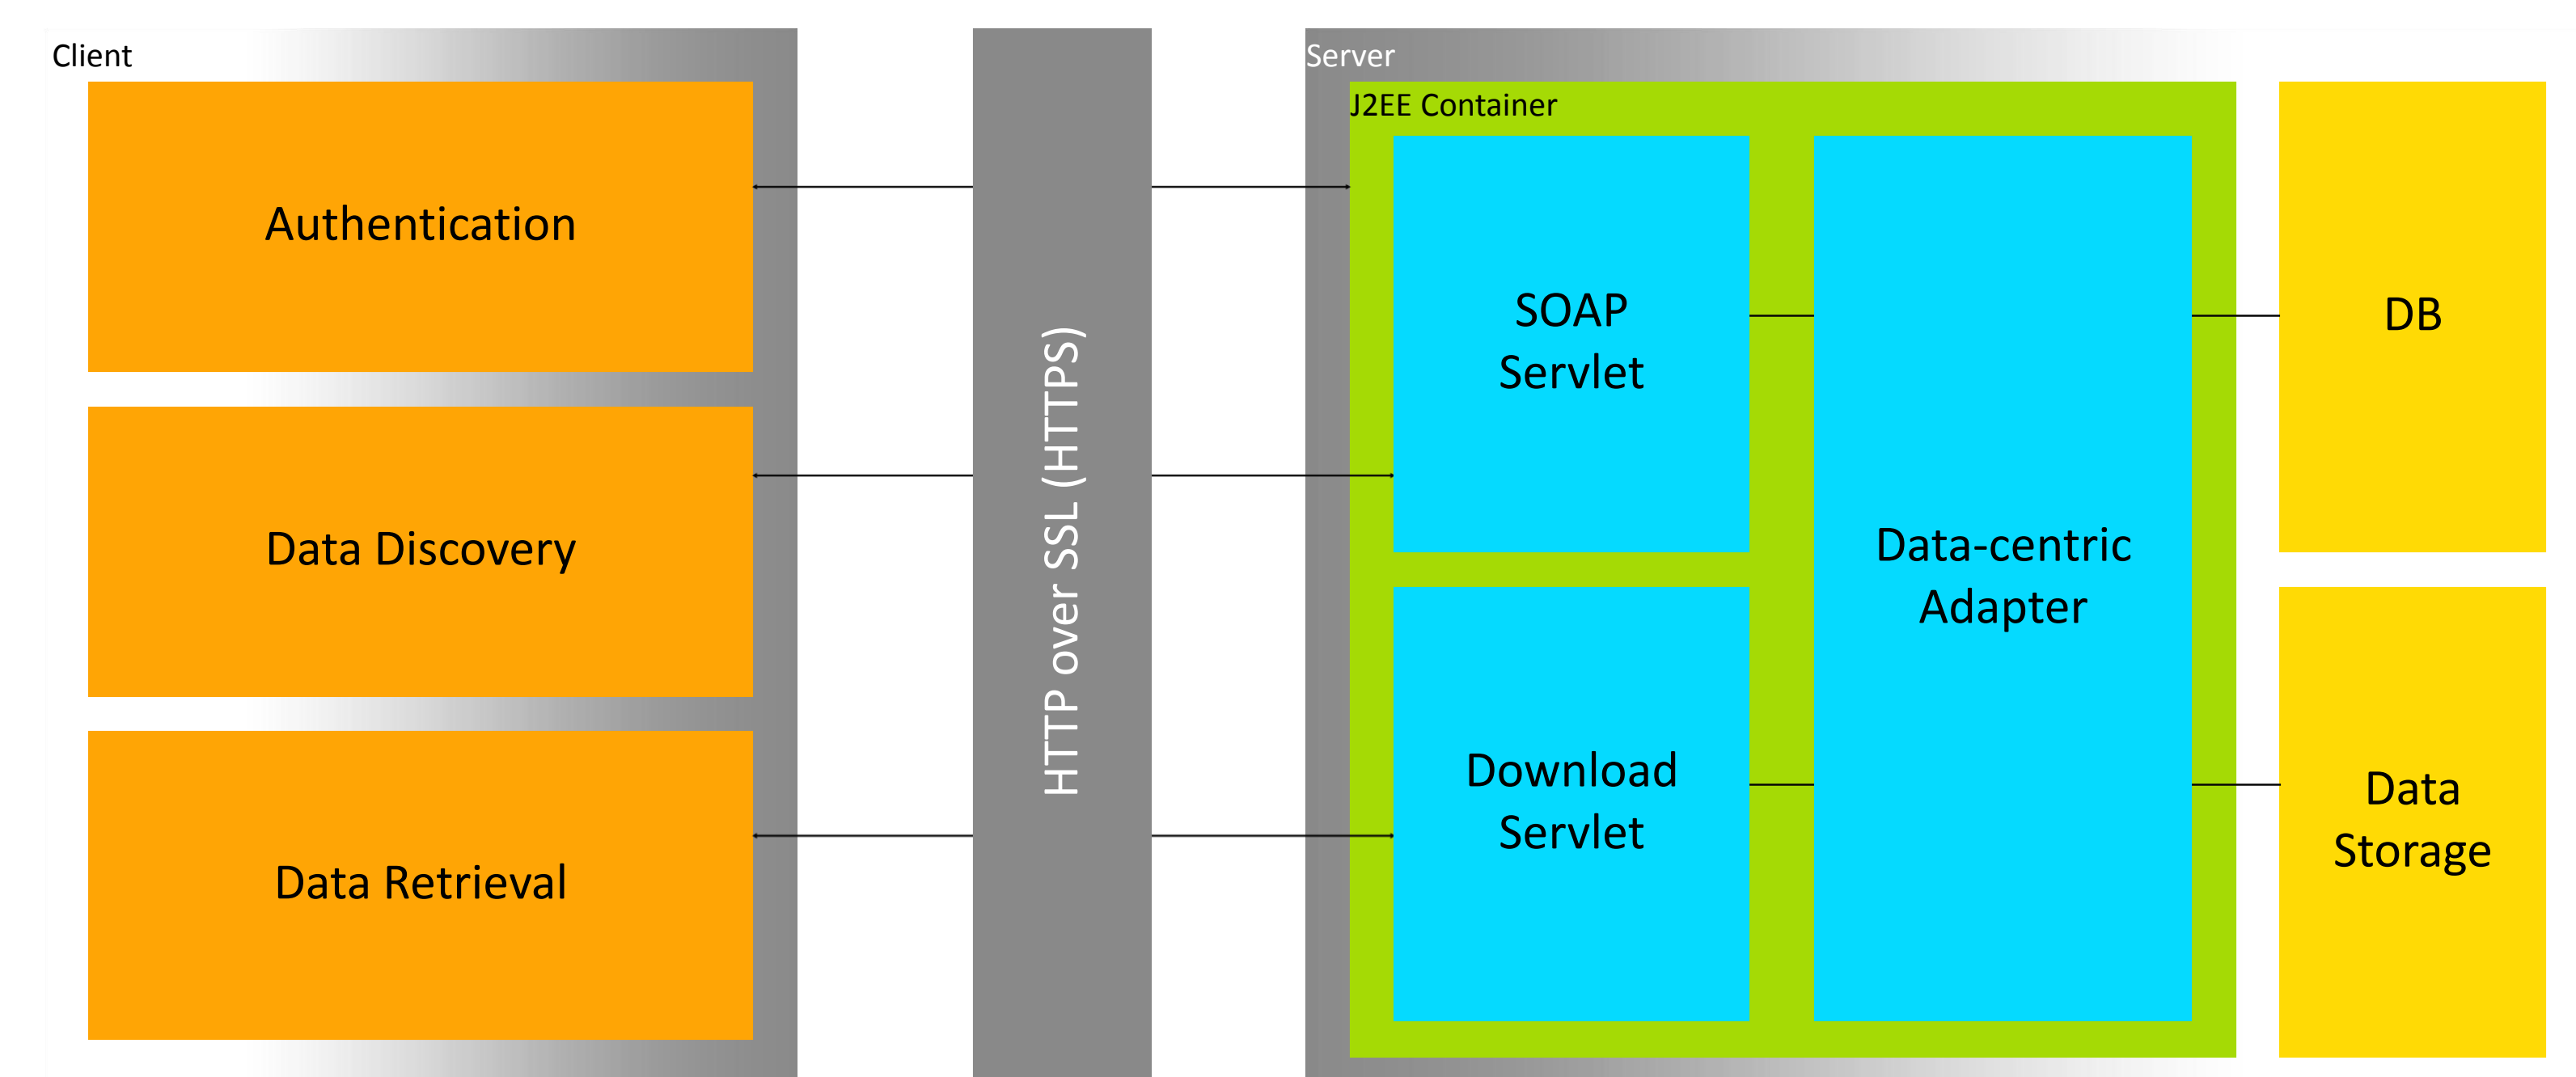 Client
Authentication
Data Discovery
Data Retrieval
HTTP over SSL (HTTPS)
Server
J2EE Container
SOAP
Servlet
Download
Servlet
Data-centric
Adapter
DB
Data
Storage